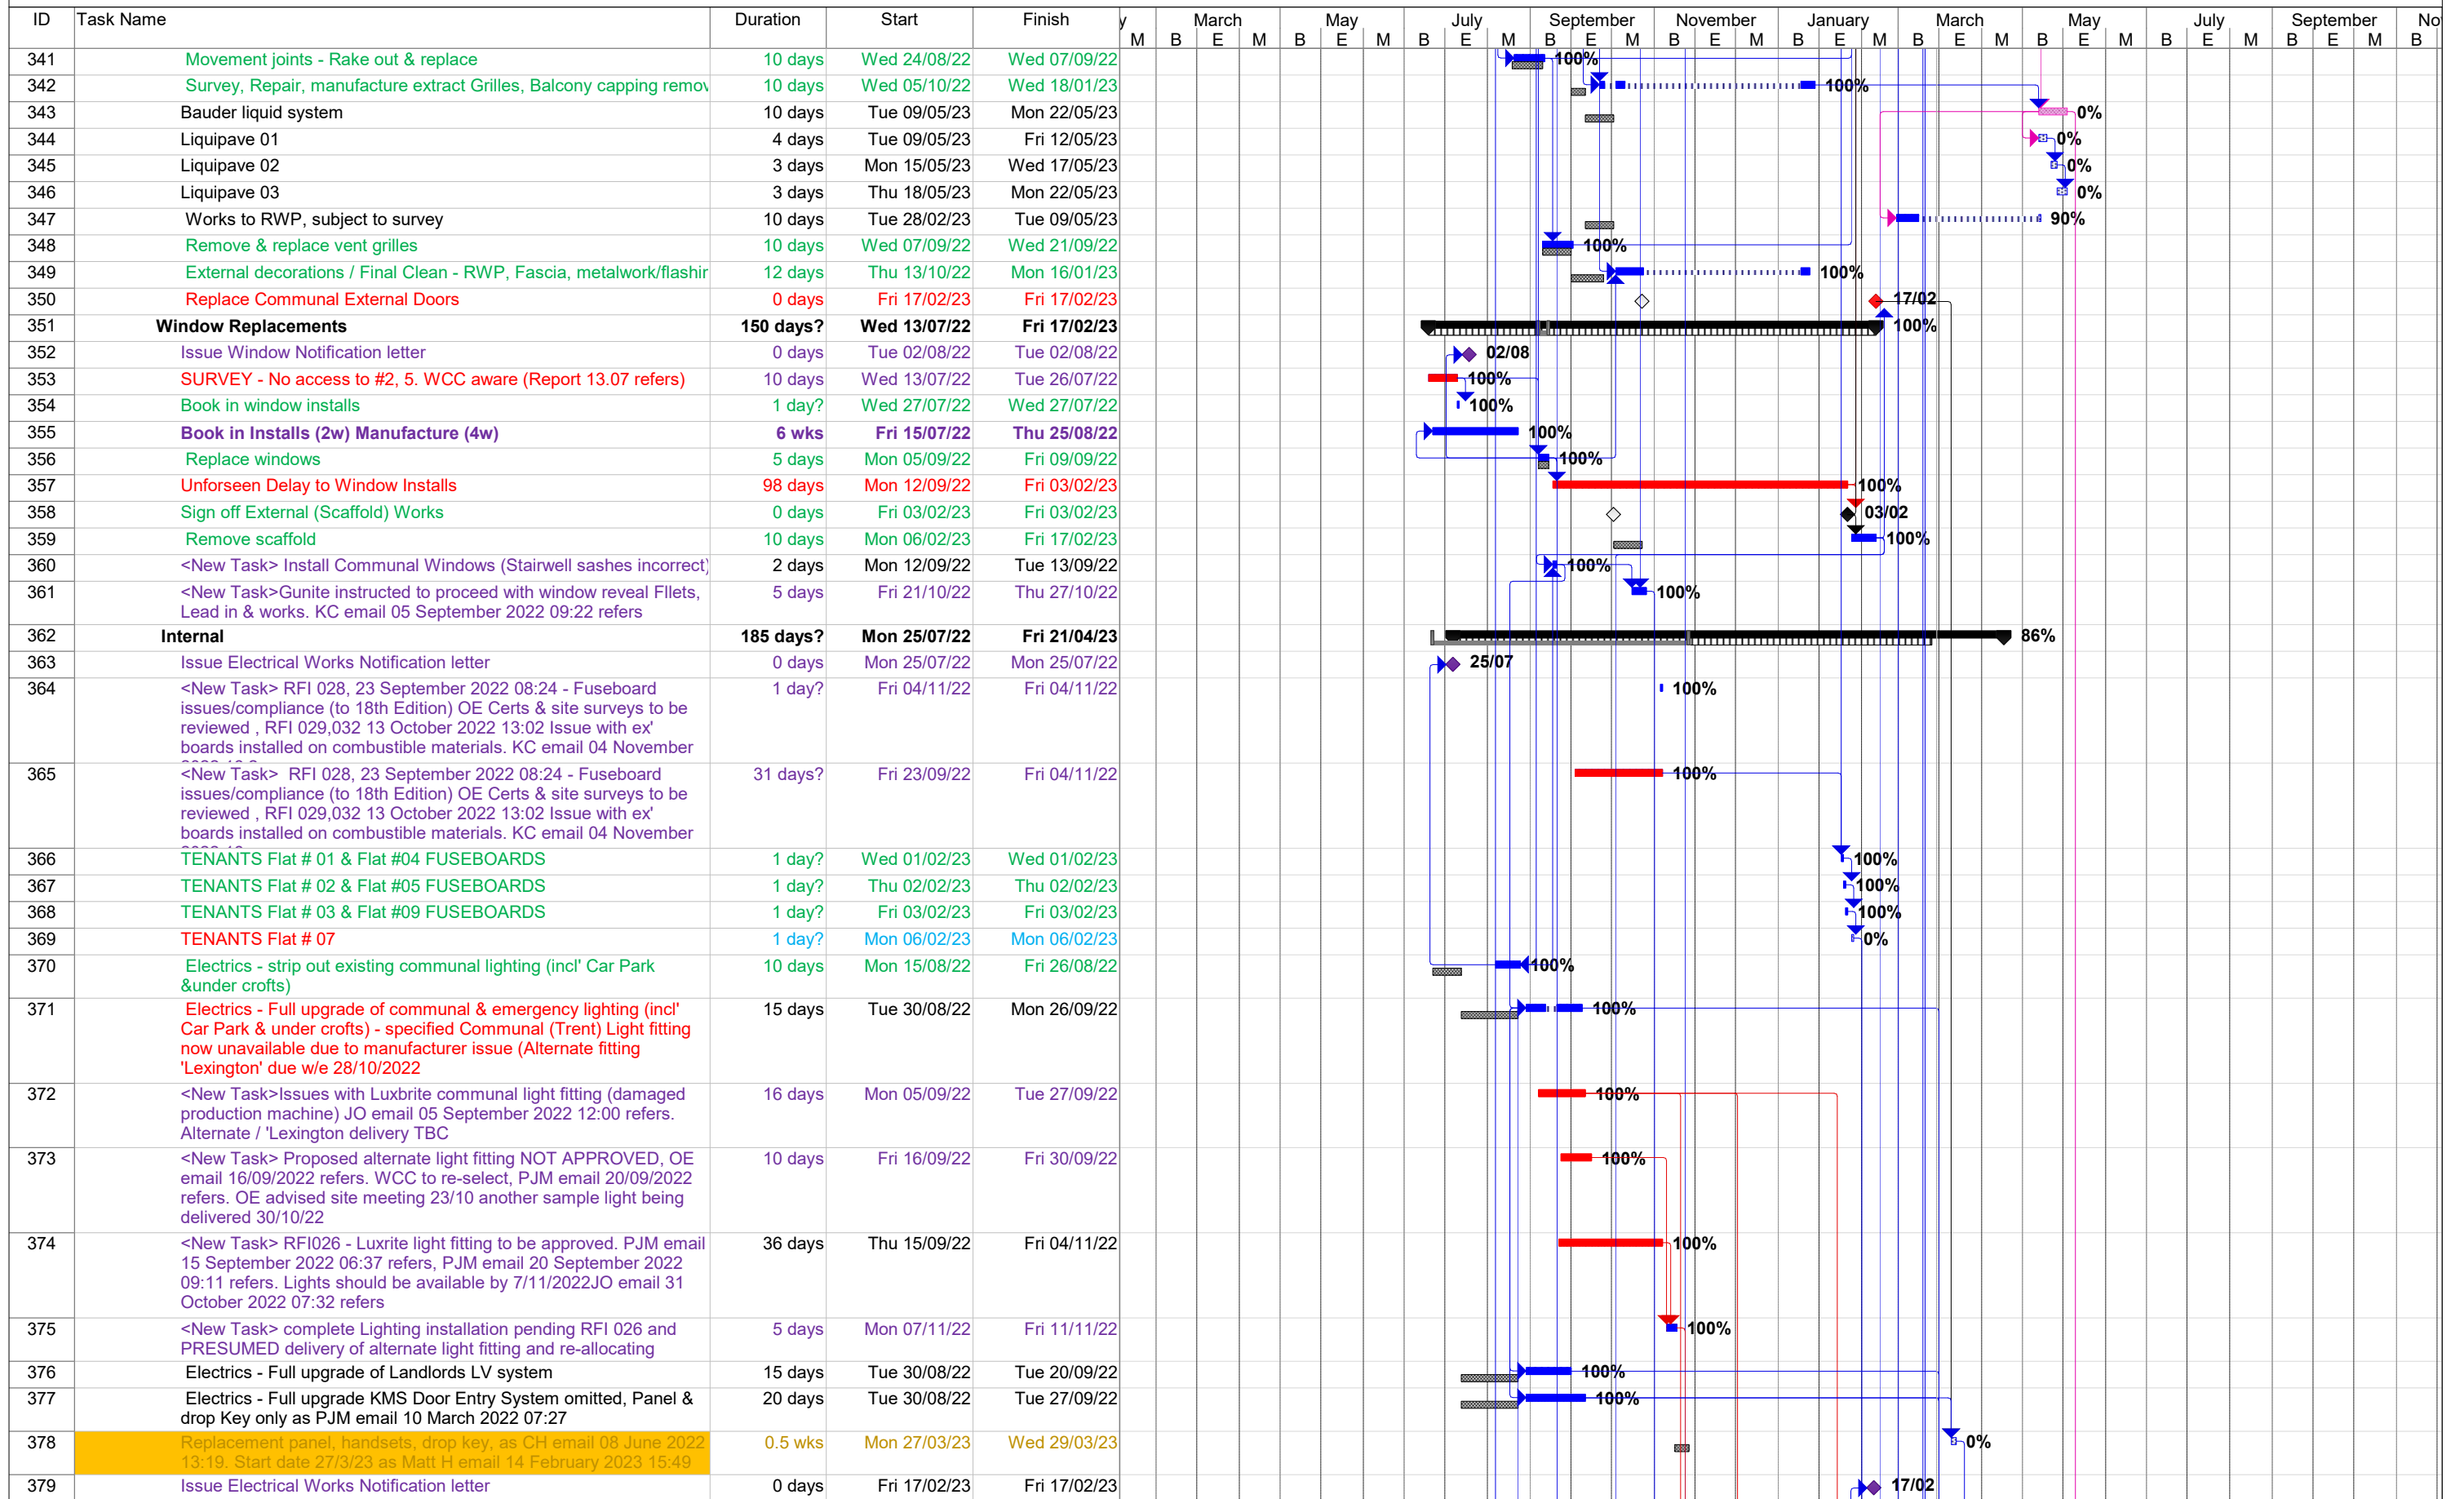 ID Task Name Duration Start Finish y March May July September November January March May July September No
M B E M B E M B E M B E M B E M B E M B E M B E M B E M B E M B
341 Movement joints - Rake out & replace 10 days Wed 24/08/22 Wed 07/09/22 100%
342 Survey, Repair, manufacture extract Grilles, Balcony capping remov 10 days Wed 05/10/22 Wed 18/01/23 100%
343 Bauder liquid system 10 days Tue 09/05/23 Mon 22/05/23 0%
344 Liquipave 01 4 days Tue 09/05/23 Fri 12/05/23 0%
345 Liquipave 02 3 days Mon 15/05/23 Wed 17/05/23 0%
346 Liquipave 03 3 days Thu 18/05/23 Mon 22/05/23 0%
347 Works to RWP, subject to survey 10 days Tue 28/02/23 Tue 09/05/23 90%
348 Remove & replace vent grilles 10 days Wed 07/09/22 Wed 21/09/22 100%
349 External decorations / Final Clean - RWP, Fascia, metalwork/flashir 12 days Thu 13/10/22 Mon 16/01/23 100%
350 Replace Communal External Doors 0 days Fri 17/02/23 Fri 17/02/23 17/02
351 Window Replacements 150 days? Wed 13/07/22 Fri 17/02/23 100%
352 Issue Window Notification letter 0 days Tue 02/08/22 Tue 02/08/22 02/08
353 SURVEY - No access to #2, 5. WCC aware (Report 13.07 refers) 10 days Wed 13/07/22 Tue 26/07/22 100%
354 Book in window installs 1 day? Wed 27/07/22 Wed 27/07/22 100%
355 Book in Installs (2w) Manufacture (4w) 6 wks Fri 15/07/22 Thu 25/08/22 100%
356 Replace windows 5 days Mon 05/09/22 Fri 09/09/22 100%
357 Unforseen Delay to Window Installs 98 days Mon 12/09/22 Fri 03/02/23 100%
358 Sign off External (Scaffold) Works 0 days Fri 03/02/23 Fri 03/02/23 03/02
359 Remove scaffold 10 days Mon 06/02/23 Fri 17/02/23 100%
360 <New Task> Install Communal Windows (Stairwell sashes incorrect) 2 days Mon 12/09/22 Tue 13/09/22 100%
361 <New Task>Gunite instructed to proceed with window reveal Fllets, 5 days Fri 21/10/22 Thu 27/10/22 100%
Lead in & works. KC email 05 September 2022 09:22 refers
362 Internal 185 days? Mon 25/07/22 Fri 21/04/23 86%
363 Issue Electrical Works Notification letter 0 days Mon 25/07/22 Mon 25/07/22 25/07
364 <New Task> RFI 028, 23 September 2022 08:24 - Fuseboard 1 day? Fri 04/11/22 Fri 04/11/22 100%
issues/compliance (to 18th Edition) OE Certs & site surveys to be
reviewed , RFI 029,032 13 October 2022 13:02 Issue with ex'
boards installed on combustible materials. KC email 04 November
365 <New Task> RFI 028, 23 September 2022 08:24 - Fuseboard 31 days? Fri 23/09/22 Fri 04/11/22 100%
issues/compliance (to 18th Edition) OE Certs & site surveys to be
reviewed , RFI 029,032 13 October 2022 13:02 Issue with ex'
boards installed on combustible materials. KC email 04 November
366 TENANTS Flat # 01 & Flat #04 FUSEBOARDS 1 day? Wed 01/02/23 Wed 01/02/23 100%
367 TENANTS Flat # 02 & Flat #05 FUSEBOARDS 1 day? Thu 02/02/23 Thu 02/02/23 100%
368 TENANTS Flat # 03 & Flat #09 FUSEBOARDS 1 day? Fri 03/02/23 Fri 03/02/23 100%
369 TENANTS Flat # 07 1 day? Mon 06/02/23 Mon 06/02/23 0%
370 Electrics - strip out existing communal lighting (incl' Car Park 10 days Mon 15/08/22 Fri 26/08/22 100%
&under crofts)
371 Electrics - Full upgrade of communal & emergency lighting (incl' 15 days Tue 30/08/22 Mon 26/09/22 100%
Car Park & under crofts) - specified Communal (Trent) Light fitting
now unavailable due to manufacturer issue (Alternate fitting
'Lexington' due w/e 28/10/2022
372 <New Task>Issues with Luxbrite communal light fitting (damaged 16 days Mon 05/09/22 Tue 27/09/22 100%
production machine) JO email 05 September 2022 12:00 refers.
Alternate / 'Lexington delivery TBC
373 <New Task> Proposed alternate light fitting NOT APPROVED, OE 10 days Fri 16/09/22 Fri 30/09/22 100%
email 16/09/2022 refers. WCC to re-select, PJM email 20/09/2022
refers. OE advised site meeting 23/10 another sample light being
delivered 30/10/22
374 <New Task> RFI026 - Luxrite light fitting to be approved. PJM email 36 days Thu 15/09/22 Fri 04/11/22 100%
15 September 2022 06:37 refers, PJM email 20 September 2022
09:11 refers. Lights should be available by 7/11/2022JO email 31
October 2022 07:32 refers
375 <New Task> complete Lighting installation pending RFI 026 and 5 days Mon 07/11/22 Fri 11/11/22 100%
PRESUMED delivery of alternate light fitting and re-allocating
376 Electrics - Full upgrade of Landlords LV system 15 days Tue 30/08/22 Tue 20/09/22 100%
377 Electrics - Full upgrade KMS Door Entry System omitted, Panel & 20 days Tue 30/08/22 Tue 27/09/22 100%
drop Key only as PJM email 10 March 2022 07:27
378 Replacement panel, handsets, drop key, as CH email 08 June 2022 0.5 wks Mon 27/03/23 Wed 29/03/23 0%
13:19. Start date 27/3/23 as Matt H email 14 February 2023 15:49
379 Issue Electrical Works Notification letter 0 days Fri 17/02/23 Fri 17/02/23 17/02